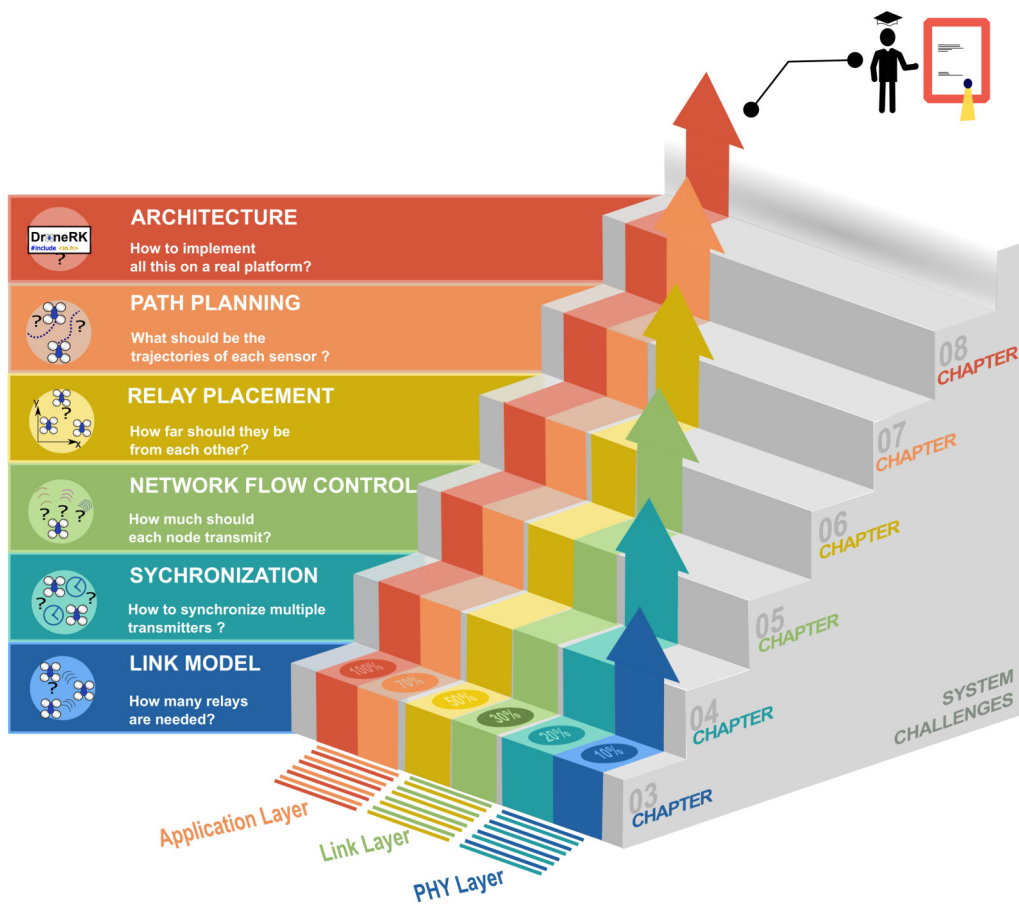 DroneRK
#include <io.h>
?
ARCHITECTURE
How to implement
all this on a real platform?
? ?
PATH PLANNING
What should be the
trajectories of each sensor ?
y
?
x
RELAY PLACEMENT
How far should they be
from each other?
? ? ?
NETWORK FLOW CONTROL
How much should
each node transmit?
? ?
SYCHRONIZATION
How to synchronize multiple
transmitters ?
?
LINK MODEL
How many relays
are needed?
100%
70%
50%
30%
20%
10%
Application Layer
Link Layer
PHY Layer
08
CHAPTER
07
CHAPTER
06
CHAPTER
05
CHAPTER
04
CHAPTER
03
CHAPTER
SYSTEM
CHALLENGES